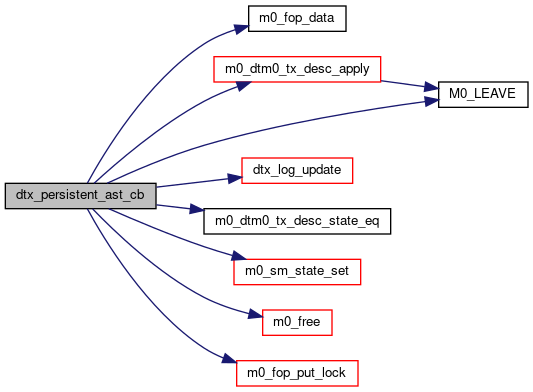 m0_fop_data
m0_dtm0_tx_desc_apply
M0_LEAVE
dtx_log_update
dtx_persistent_ast_cb
m0_dtm0_tx_desc_state_eq
m0_sm_state_set
m0_free
m0_fop_put_lock